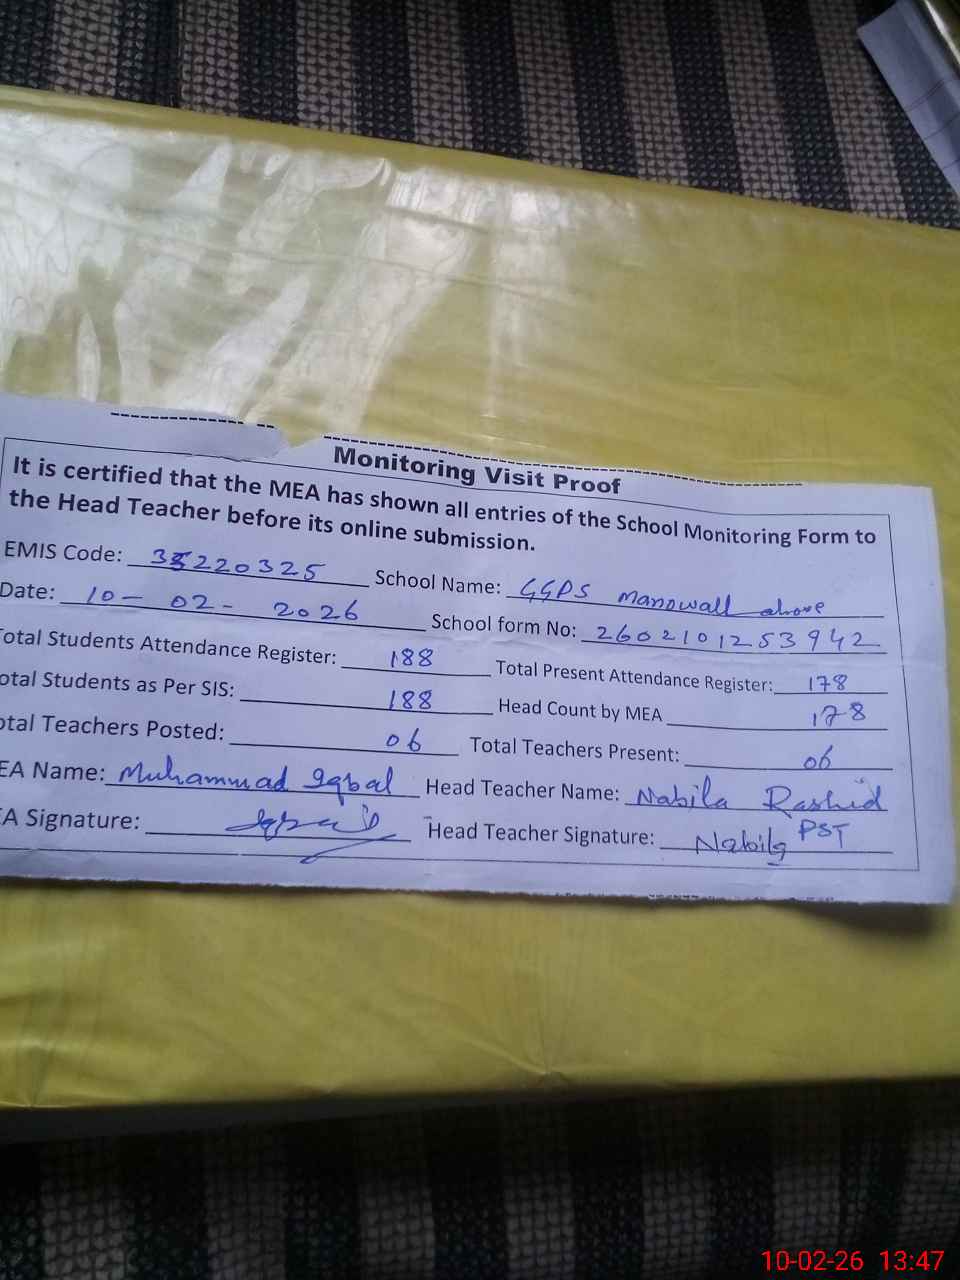 Monitoring Visit Proof
It is certified that the MEA has shown all entries of the School Monitoring Form to
the Head Teacher before its online submission.
EMIS Code: 35220325 School Name: GGPS Manowall above
Date: 10-02-2026 School form No: 2602101253942
otal Students Attendance Register: 188 Total Present Attendance Register: 178
otal Students as Per SIS: 188 Head Count by MEA 178
otal Teachers Posted: 06 Total Teachers Present: 06
EA Name: Muhammad Iqbal Head Teacher Name: Nabila Rashid
A Signature: Iqbal Head Teacher Signature: Nabila PST
10-02-26 13:47